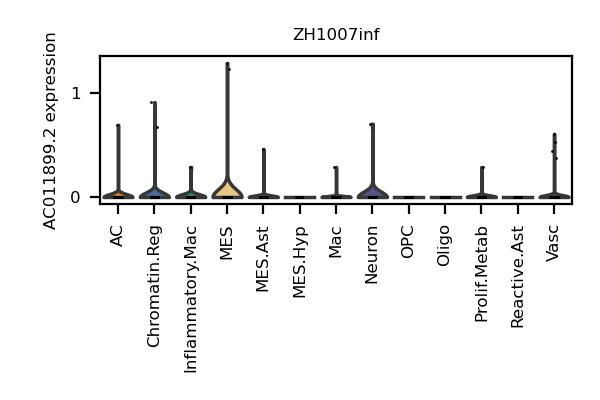 ZH1007inf
AC011899.2 expression
1
0
AC
Chromatin.Reg
Inflammatory.Mac
MES
MES.Ast
MES.Hyp
Mac
Neuron
OPC
Oligo
Prolif.Metab
Reactive.Ast
Vasc